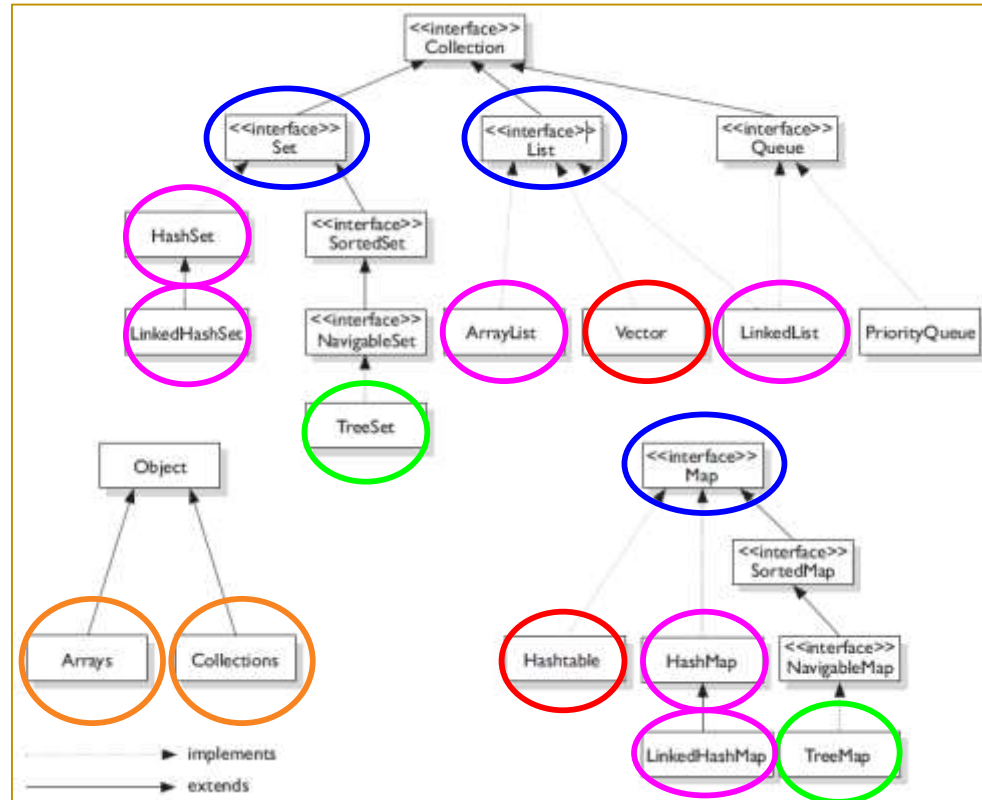 <<interface>>
Collection
<<interface>>
Set
<<interface>>
List
<<interface>>
Queue
HashSet
<<interface>>
SortedSet
LinkedHashSet
<<interface>>
NavigableSet
ArrayList
Vector
LinkedList
PriorityQueue
TreeSet
Object
<<interface>>
Map
<<interface>>
SortedMap
Arrays
Collections
Hashtable
HashMap
<<interface>>
NavigableMap
LinkedHashMap
TreeMap
implements
extends